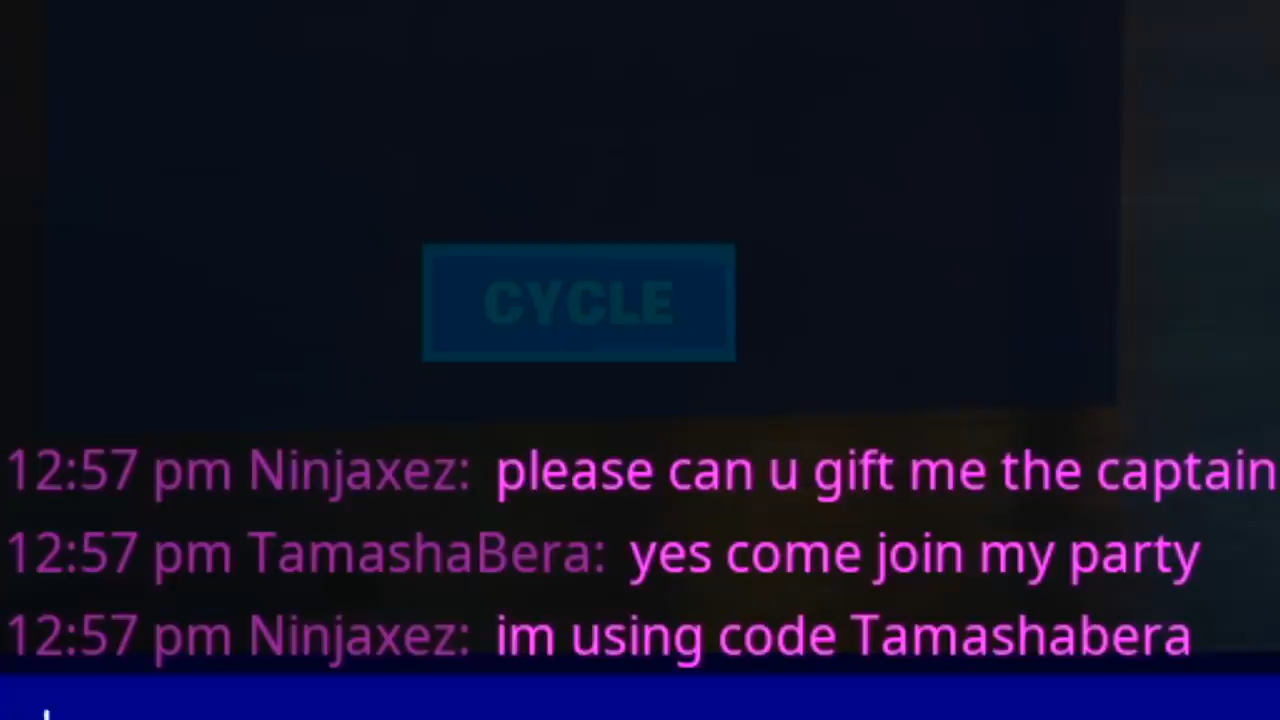 CYCLE
12:57 pm Ninjaxez: please can u gift me the captain
12:57 pm TamashaBera: yes come join my party
12:57 pm Ninjaxez: im using code Tamashabera